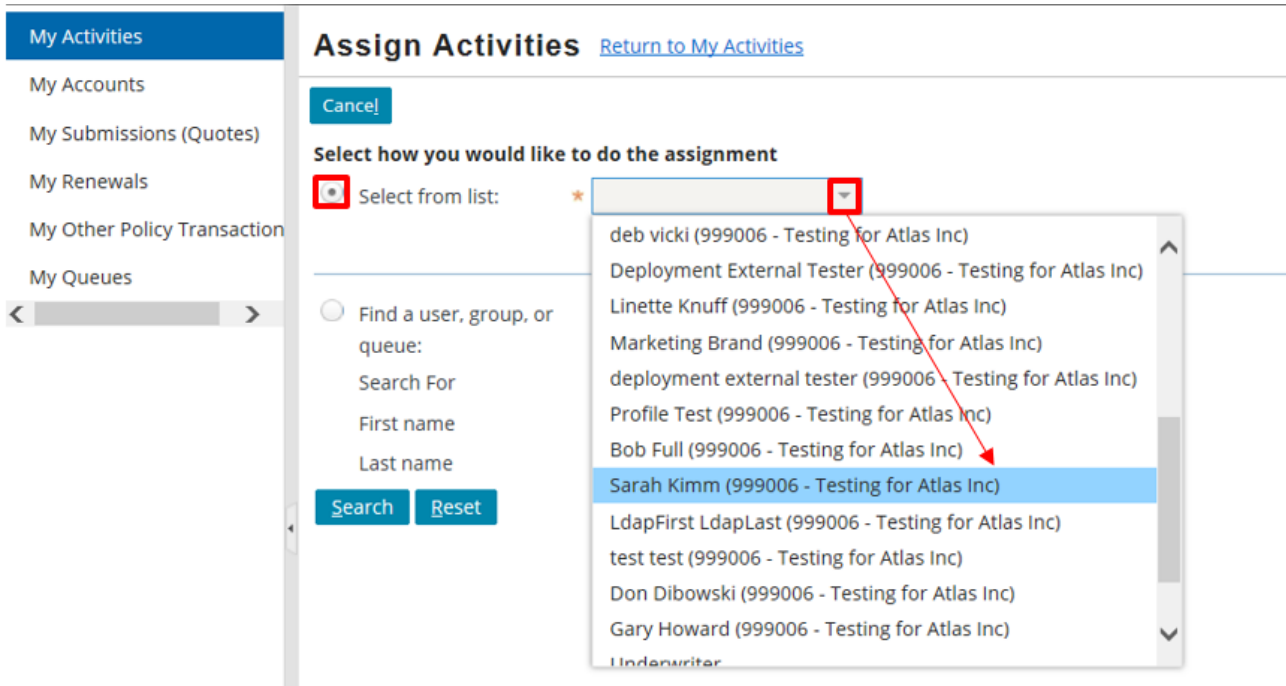 My Activities
My Accounts
My Submissions (Quotes)
My Renewals
My Other Policy Transaction
My Queues
Assign Activities Return to My Activities
Cancel
Select how you would like to do the assignment
Select from list: *
deb vicki (999006 - Testing for Atlas Inc)
Deployment External Tester (999006 - Testing for Atlas Inc)
Linette Knuff (999006 - Testing for Atlas Inc)
Marketing Brand (999006 - Testing for Atlas Inc)
deployment external tester (999006 - Testing for Atlas Inc)
Profile Test (999006 - Testing for Atlas Inc)
Bob Full (999006 - Testing for Atlas Inc)
Sarah Kimm (999006 - Testing for Atlas Inc)
LdapFirst LdapLast (999006 - Testing for Atlas Inc)
test test (999006 - Testing for Atlas Inc)
Don Dibowski (999006 - Testing for Atlas Inc)
Gary Howard (999006 - Testing for Atlas Inc)
Underwriter
Find a user, group, or
queue:
Search For
First name
Last name
Search Reset